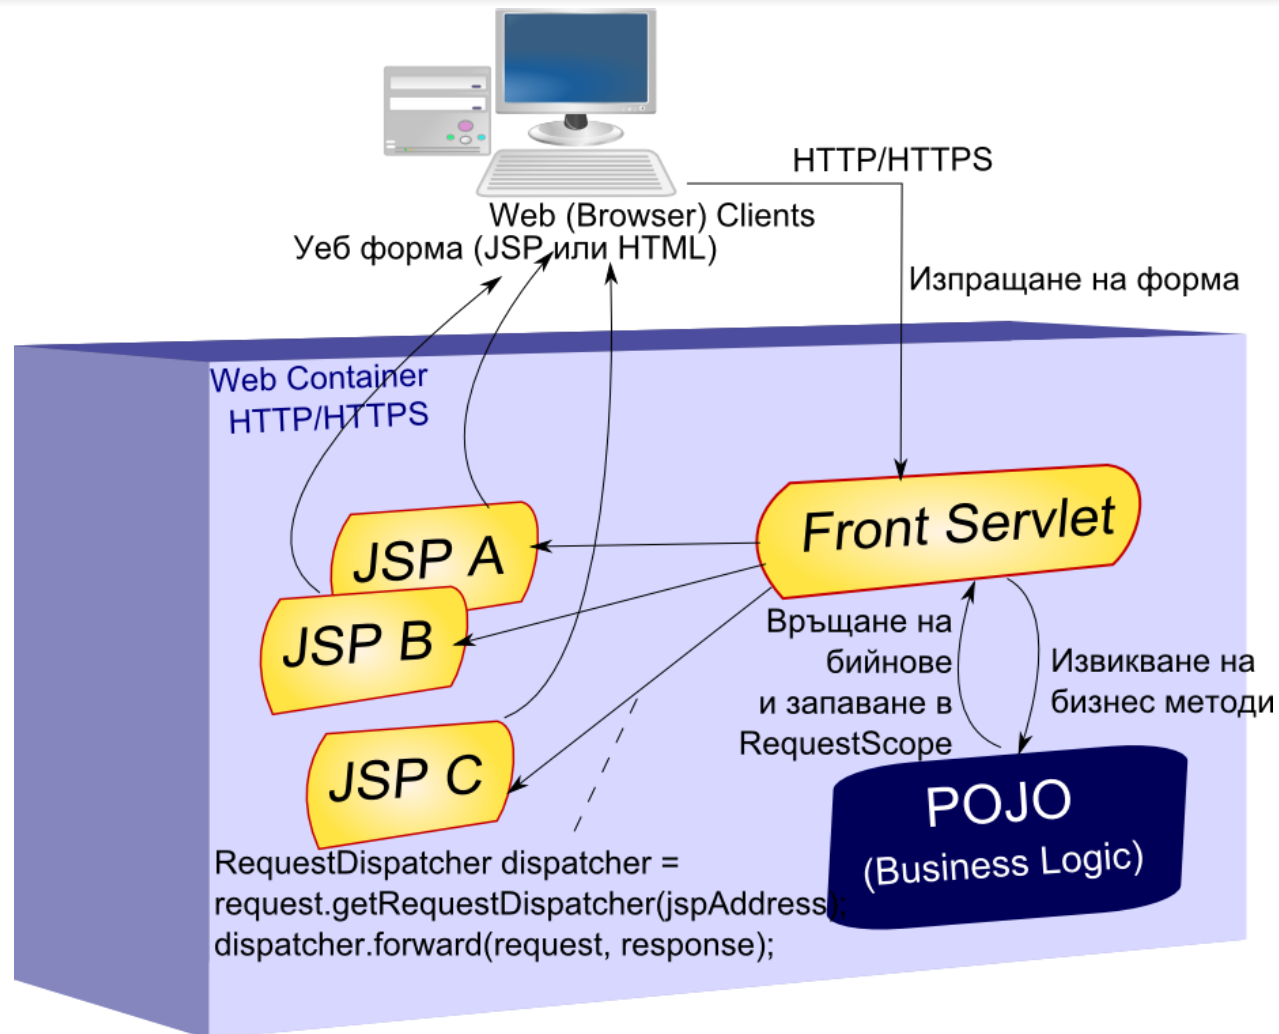 HTTP/HTTPS
Web (Browser) Clients
Уеб форма (JSP или HTML)
Изпращане на форма
Web Container
HTTP/HTTPS
Front Servlet
JSP A
JSP B
JSP C
Връщане на
бийнове
и запаване в
RequestScope
Извикване на
бизнес методи
POJO
(Business Logic)
RequestDispatcher dispatcher =
request.getRequestDispatcher(jspAddress);
dispatcher.forward(request, response);